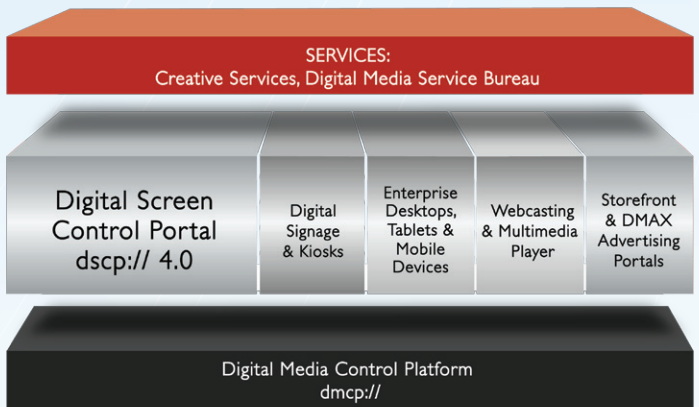 SERVICES:
Creative Services, Digital Media Service Bureau
Digital Screen
Control Portal
dscp:// 4.0
Digital
Signage
& Kiosks
Enterprise
Desktops,
Tablets &
Mobile
Devices
Webcasting
& Multimedia
Player
Storefront
& DMAX
Advertising
Portals
Digital Media Control Platform
dmcp://